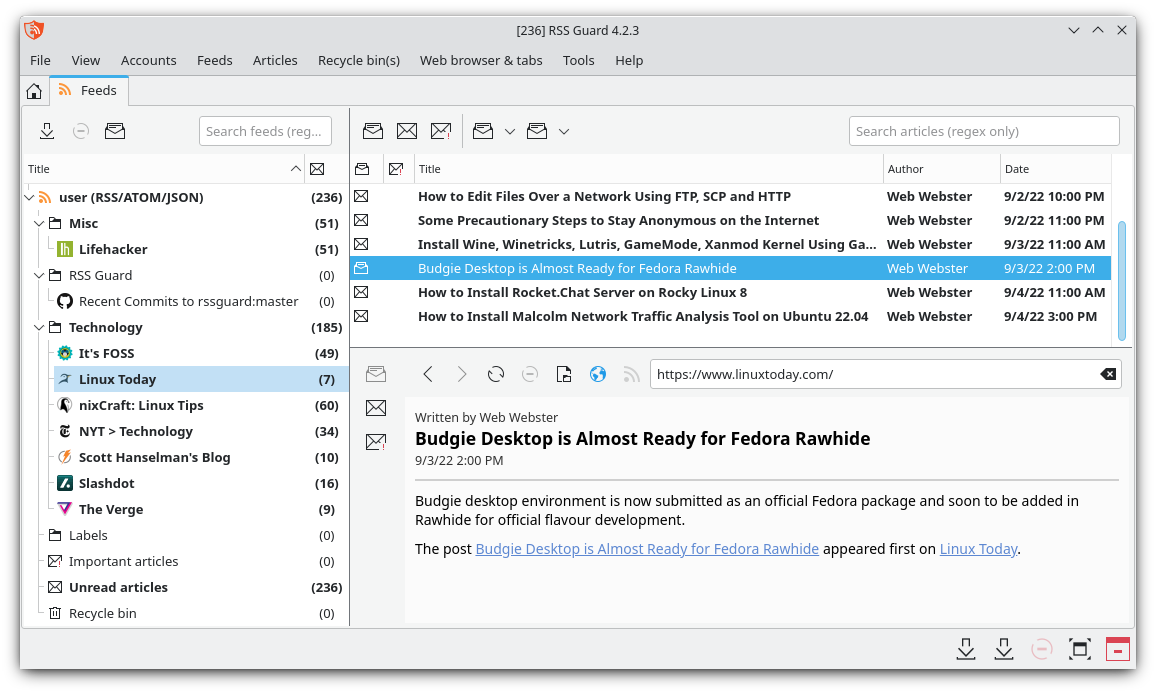 [236] RSS Guard 4.2.3
File View Accounts Feeds Articles Recycle bin(s) Web browser & tabs Tools Help
Feeds
Search feeds (reg...
Search articles (regex only)
Title
Title Author Date
user (RSS/ATOM/JSON) (236)
Misc (51)
Lifehacker (51)
RSS Guard (0)
Recent Commits to rssguard:master (0)
Technology (185)
It's FOSS (49)
Linux Today (7)
nixCraft: Linux Tips (60)
NYT > Technology (34)
Scott Hanselman's Blog (10)
Slashdot (16)
The Verge (9)
Labels (0)
Important articles (0)
Unread articles (236)
Recycle bin (0)
How to Edit Files Over a Network Using FTP, SCP and HTTP Web Webster 9/2/22 10:00 PM
Some Precautionary Steps to Stay Anonymous on the Internet Web Webster 9/2/22 11:00 PM
Install Wine, Winetricks, Lutris, GameMode, Xanmod Kernel Using Ga... Web Webster 9/3/22 11:00 AM
Budgie Desktop is Almost Ready for Fedora Rawhide Web Webster 9/3/22 2:00 PM
How to Install Rocket.Chat Server on Rocky Linux 8 Web Webster 9/4/22 11:00 AM
How to Install Malcolm Network Traffic Analysis Tool on Ubuntu 22.04 Web Webster 9/4/22 3:00 PM
https://www.linuxtoday.com/
Written by Web Webster
Budgie Desktop is Almost Ready for Fedora Rawhide
9/3/22 2:00 PM
Budgie desktop environment is now submitted as an official Fedora package and soon to be added in
Rawhide for official flavour development.
The post Budgie Desktop is Almost Ready for Fedora Rawhide appeared first on Linux Today.